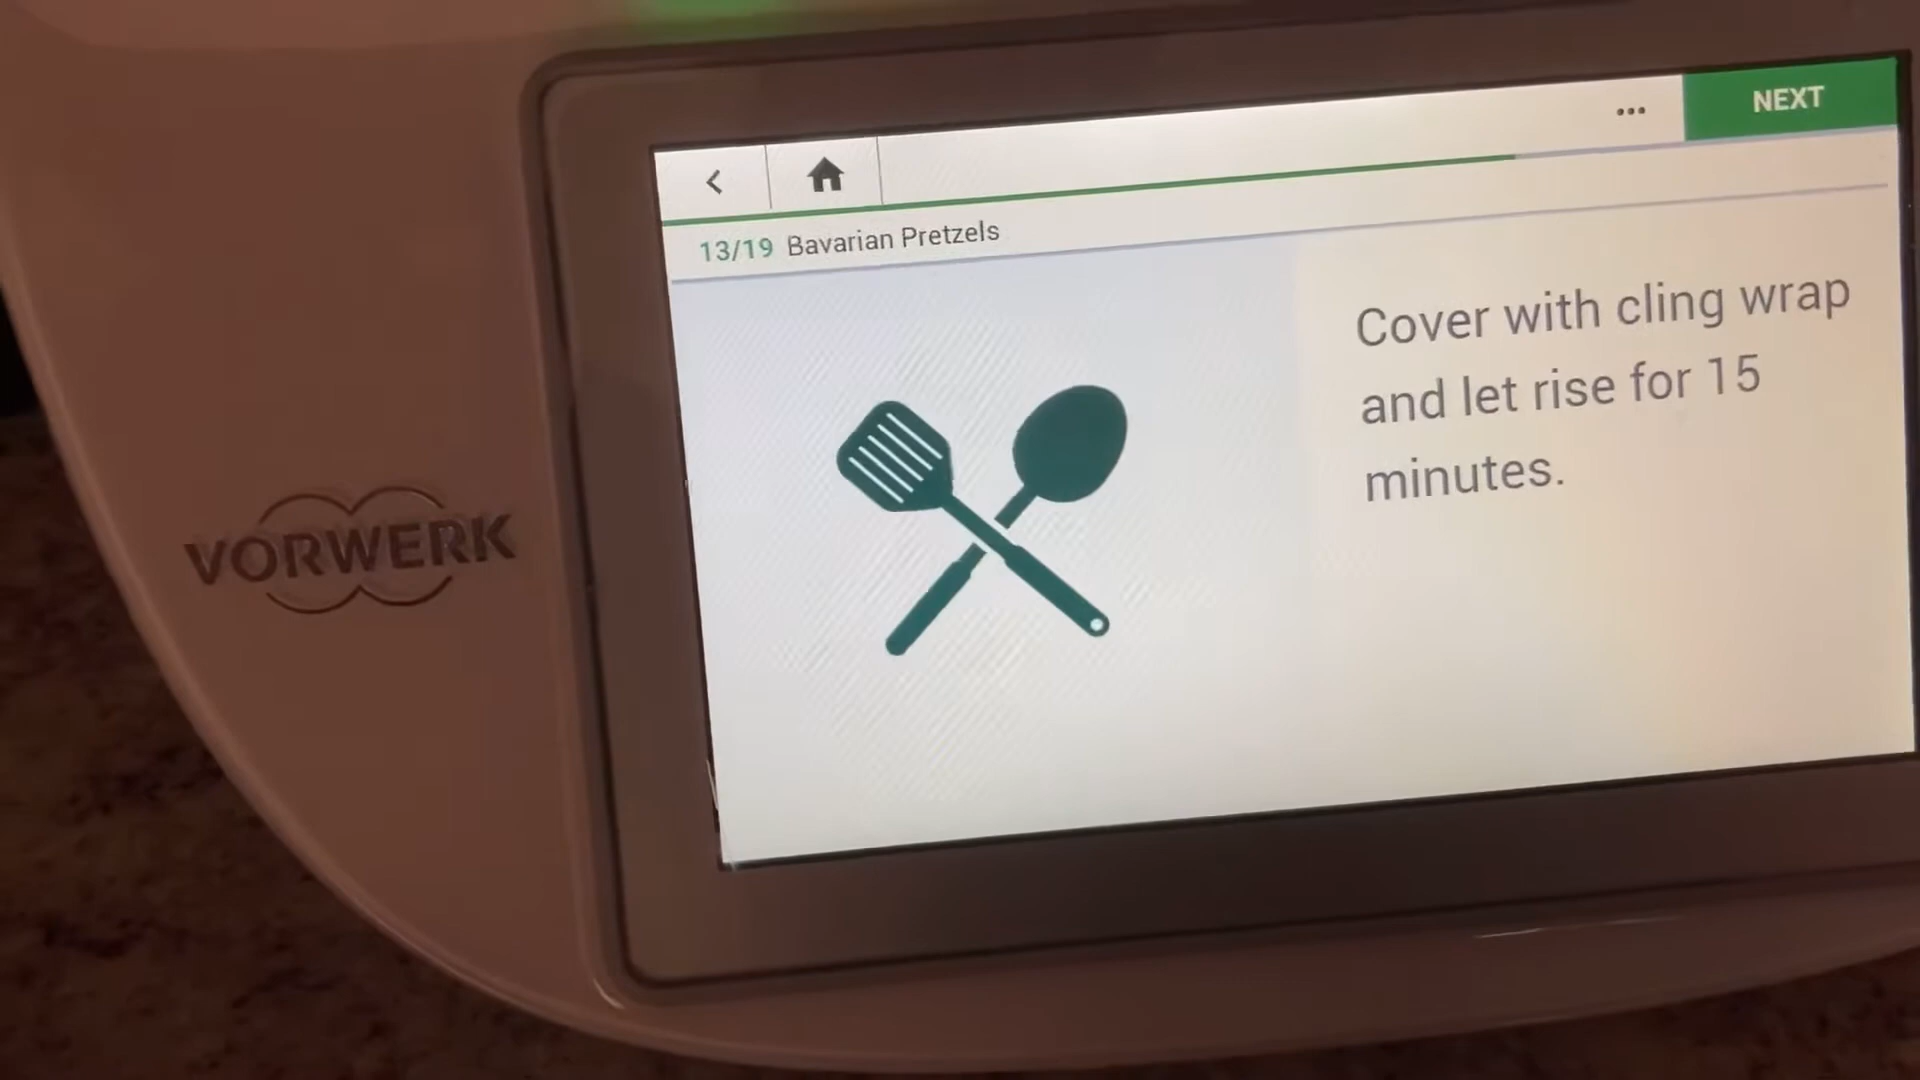 NEXT
13/19 Bavarian Pretzels
Cover with cling wrap
and let rise for 15
minutes.
VORWERK